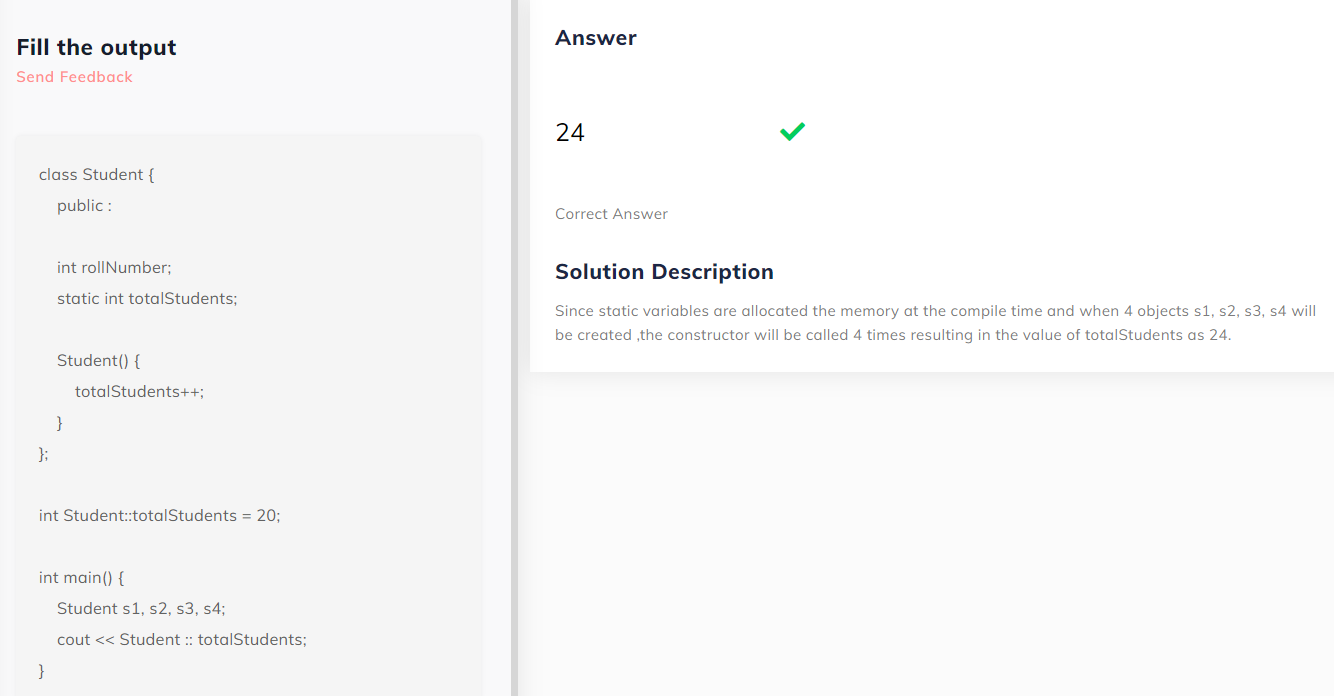 Fill the output
Send Feedback
class Student {
public :
int rollNumber;
static int totalStudents;
Student() {
totalStudents++;
}
};
int Student::totalStudents = 20;
int main() {
Student s1, s2, s3, s4;
cout << Student :: totalStudents;
}
Answer
24
Correct Answer
Solution Description
Since static variables are allocated the memory at the compile time and when 4 objects s1, s2, s3, s4 will
be created ,the constructor will be called 4 times resulting in the value of totalStudents as 24.